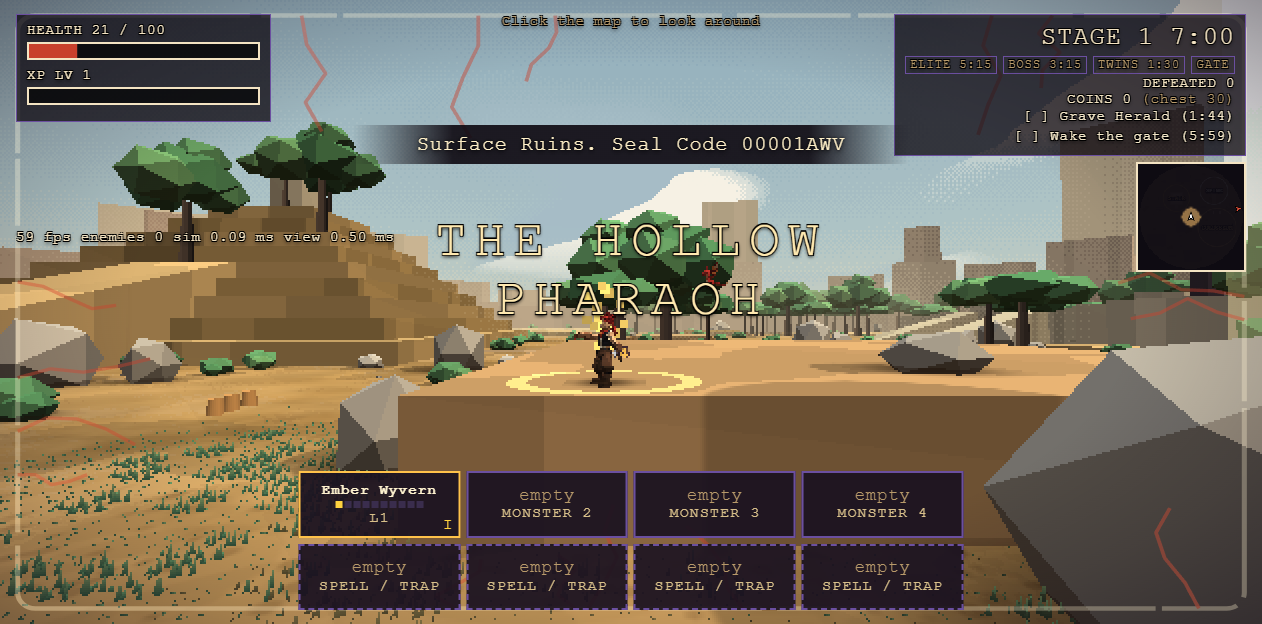 HEALTH 21 / 100
XP LV 1
Click the map to look around
STAGE 1 7:00
ELITE 5:15 BOSS 3:15 TWINS 1:30 GATE
DEFEATED 0
COINS 0 (chest 30)
[ ] Grave Herald (1:44)
[ ] Wake the gate (5:59)
Surface Ruins. Seal Code 00001AWV
59 fps enemies 0 sim 0.09 ms view 0.50 ms
THE HOLLOW
PHARAOH
Ember Wyvern
L1
I
empty
MONSTER 2
empty
MONSTER 3
empty
MONSTER 4
empty
SPELL / TRAP
empty
SPELL / TRAP
empty
SPELL / TRAP
empty
SPELL / TRAP